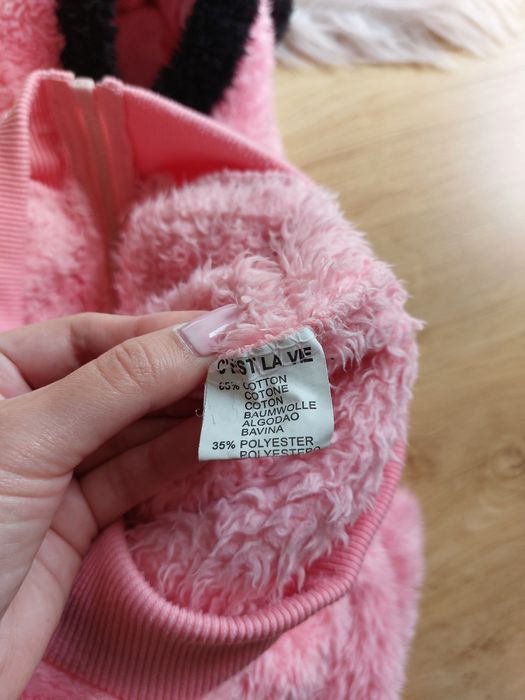 C'EST LA VIE
65% COTTON
COTONE
COTON
BAUMWOLLE
ALGODAO
BAVINA
35% POLYESTER
POLYESTERO